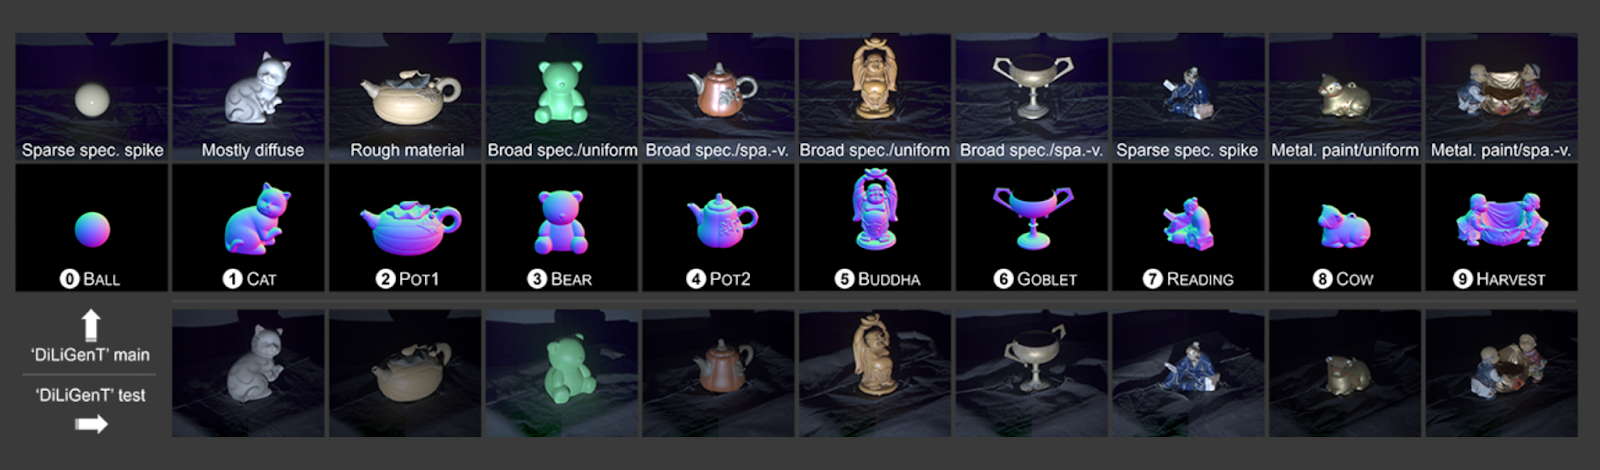 Sparse spec. spike
Mostly diffuse
Rough material
Broad spec./uniform
Broad spec./spa.-v.
Broad spec./uniform
Broad spec./spa.-v.
Sparse spec. spike
Metal. paint/uniform
Metal. paint/spa.-v.
0 BALL
1 CAT
2 POT1
3 BEAR
4 POT2
5 BUDDHA
6 GOBLET
7 READING
8 COW
9 HARVEST
'DiLiGenT' main
'DiLiGenT' test